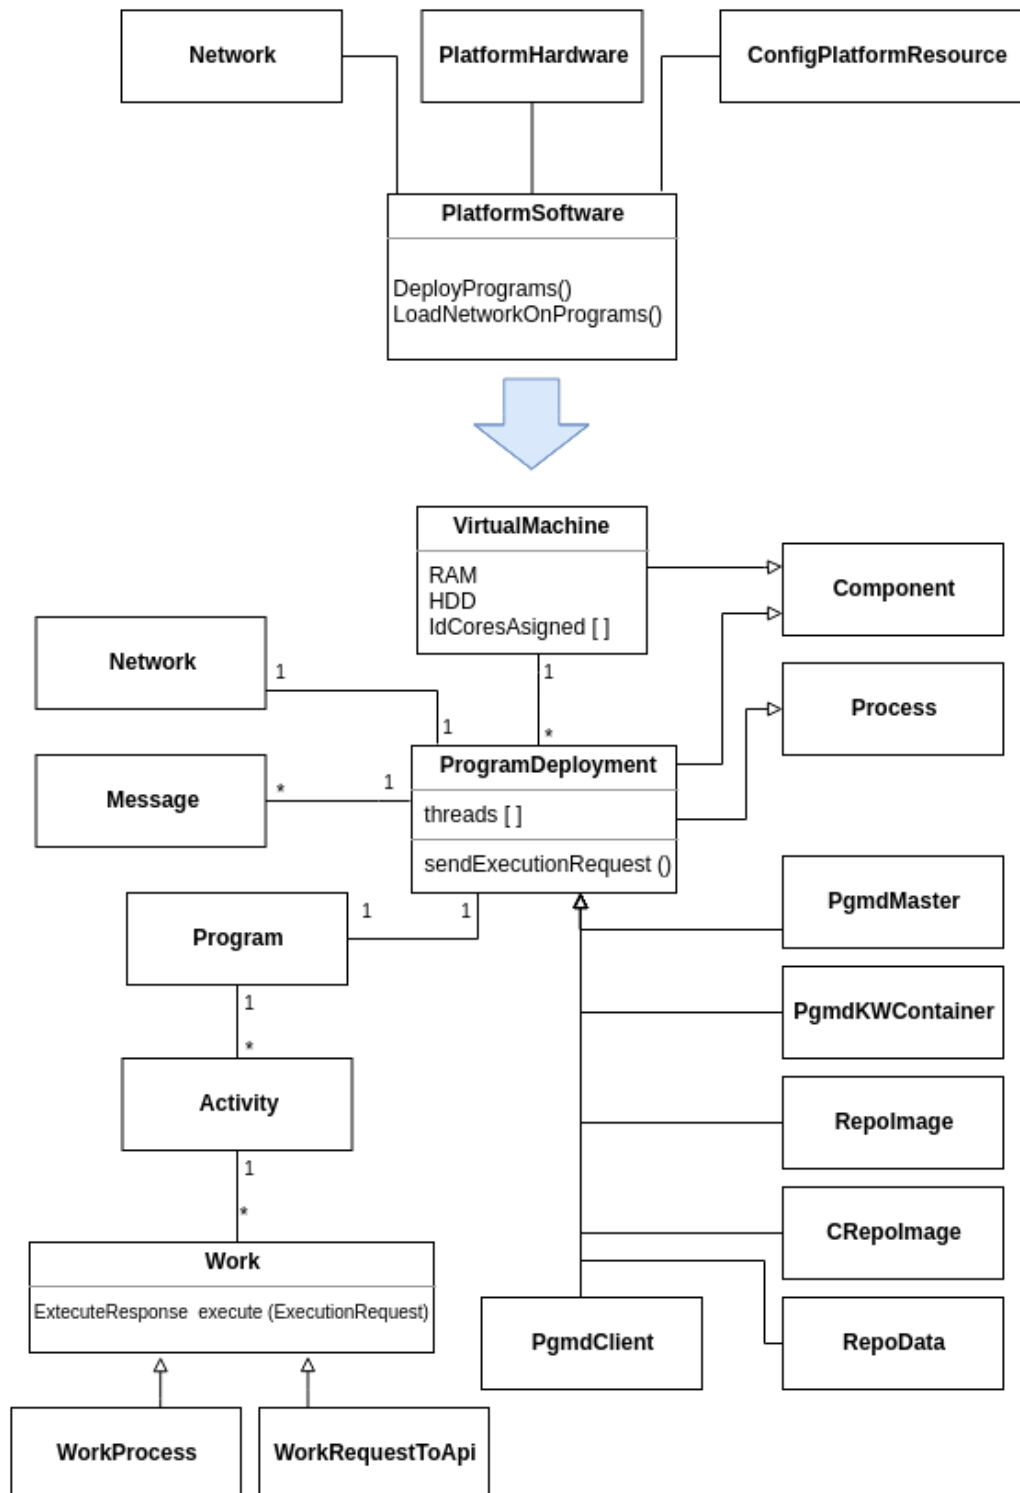 Network
PlatformHardware
ConfigPlatformResource
PlatformSoftware
DeployPrograms()
LoadNetworkOnPrograms()
VirtualMachine
RAM
HDD
IdCoresAsigned [ ]
Component
Network
1
1
1
*
Process
ProgramDeployment
threads [ ]
sendExecutionRequest ()
Message
*
1
Program
1
1
PgmdMaster
PgmdKWContainer
1
*
Activity
RepoImage
1
*
CRepoImage
Work
ExtecuteResponse execute (ExecutionRequest)
PgmdClient
RepoData
WorkProcess
WorkRequestToApi